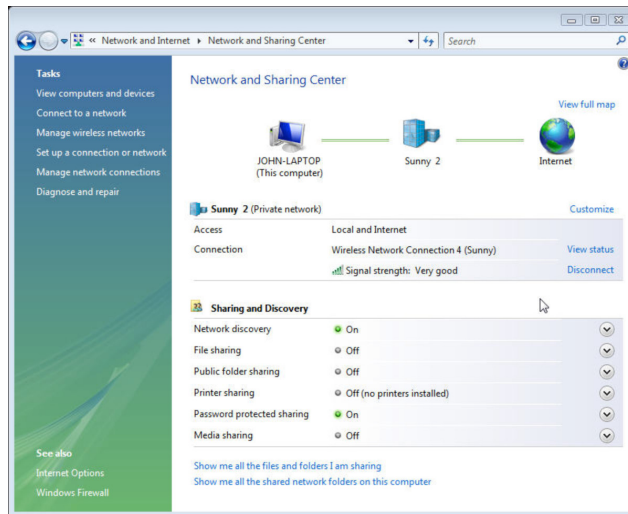 « Network and Internet ▸ Network and Sharing Center
Search
Tasks
View computers and devices
Connect to a network
Manage wireless networks
Set up a connection or network
Manage network connections
Diagnose and repair
See also
Internet Options
Windows Firewall
Network and Sharing Center
View full map
JOHN-LAPTOP
(This computer)
Sunny 2
Internet
Sunny 2 (Private network)
Customize
Access Local and Internet
Connection Wireless Network Connection 4 (Sunny) View status
Signal strength: Very good Disconnect
Sharing and Discovery
Network discovery On
File sharing Off
Public folder sharing Off
Printer sharing Off (no printers installed)
Password protected sharing On
Media sharing Off
Show me all the files and folders I am sharing
Show me all the shared network folders on this computer